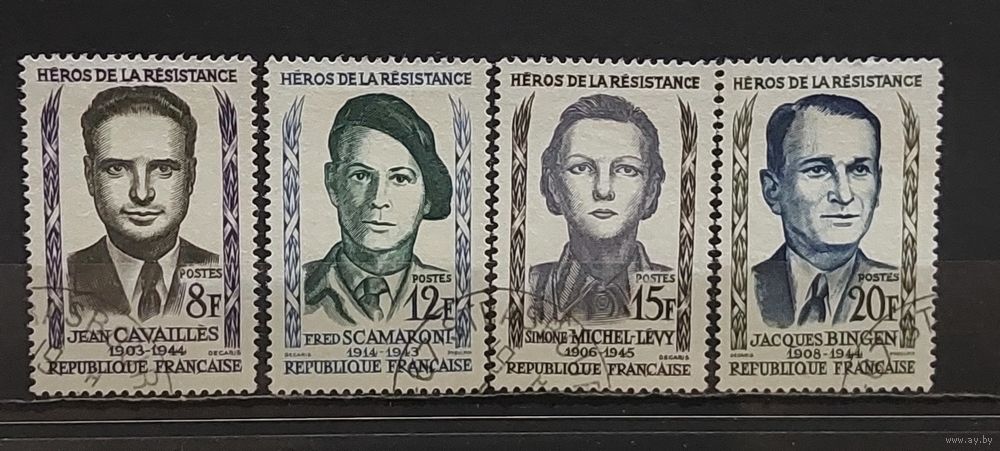 HÉROS DE LA RÉSISTANCE
POSTES
8F
JEAN CAVAILLÈS
1903-1944
DECARIS
RÉPUBLIQUE FRANÇAISE
HÉROS DE LA RÉSISTANCE
POSTES
12F
FRED SCAMARONI
1914-1943
DECARIS
RÉPUBLIQUE FRANÇAISE
HÉROS DE LA RÉSISTANCE
POSTES
15F
SIMONE MICHEL-LÉVY
1906-1945
DECARIS
RÉPUBLIQUE FRANÇAISE
HÉROS DE LA RÉSISTANCE
POSTES
20F
JACQUES BINGEN
1908-1944
DECARIS
RÉPUBLIQUE FRANÇAISE
www.ay.by